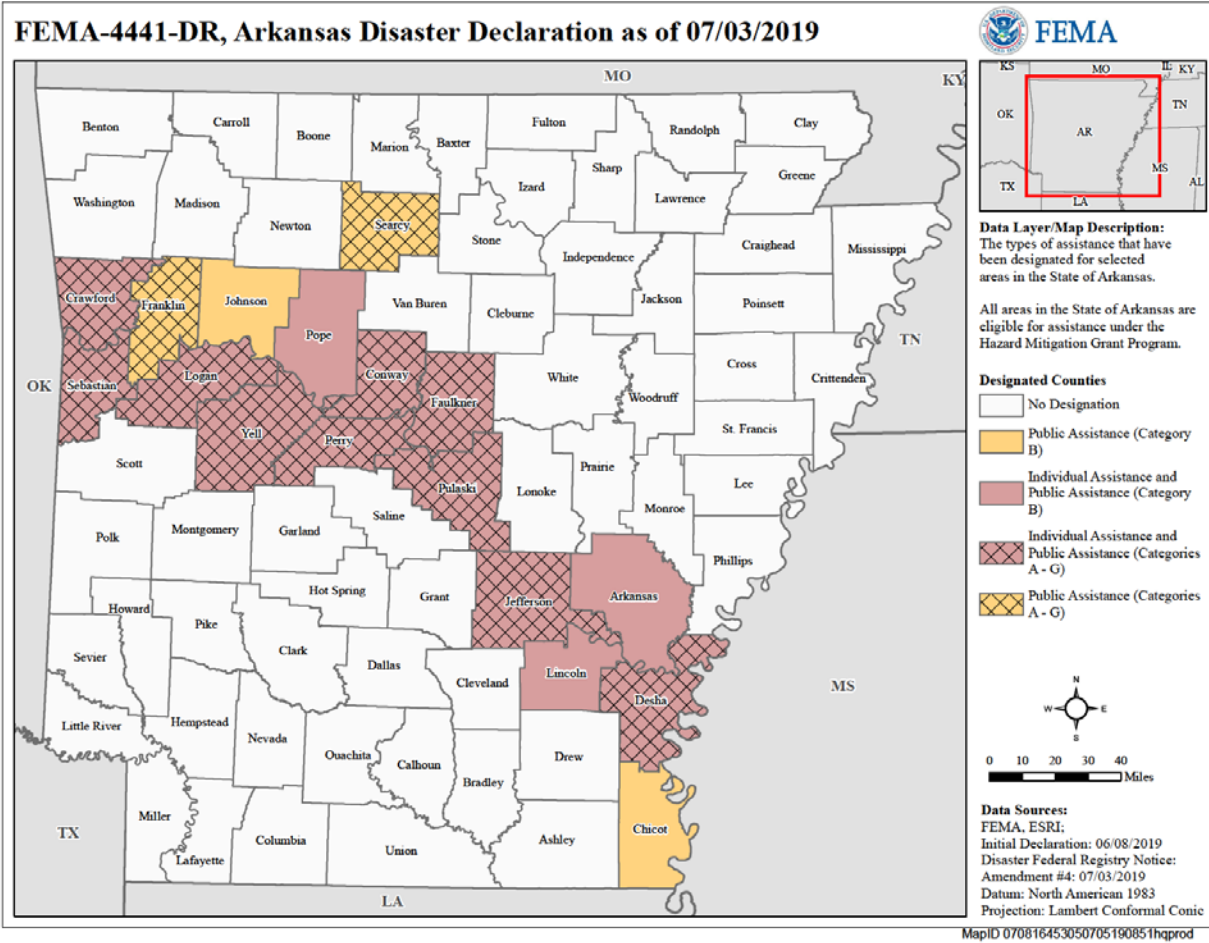 FEMA-4441-DR, Arkansas Disaster Declaration as of 07/03/2019
FEMA
MO
KY
Benton
Carroll
Boone
Marion
Baxter
Fulton
Randolph
Clay
Sharp
Izard
Greene
Lawrence
Washington
Madison
Newton
Searcy
Stone
Independence
Craighead
Mississippi
Crawford
Franklin
Johnson
Pope
Van Buren
Cleburne
Jackson
Poinsett
TN
OK
Sebastian
Logan
Conway
Faulkner
White
Woodruff
Cross
Crittenden
Yell
Perry
St. Francis
Scott
Pulaski
Lonoke
Prairie
Lee
Monroe
Polk
Montgomery
Garland
Saline
Phillips
Hot Spring
Grant
Jefferson
Arkansas
Howard
Pike
Clark
Dallas
Sevier
Cleveland
Lincoln
Desha
MS
Little River
Hempstead
Nevada
Ouachita
Calhoun
Bradley
Drew
Miller
Columbia
Union
Ashley
Chicot
Lafayette
TX
LA
KS
MO
IL
KY
OK
AR
TN
MS
AL
TX
LA
Data Layer/Map Description:
The types of assistance that have
been designated for selected
areas in the State of Arkansas.
All areas in the State of Arkansas are
eligible for assistance under the
Hazard Mitigation Grant Program.
Designated Counties
No Designation
Public Assistance (Category
B)
Individual Assistance and
Public Assistance (Category
B)
Individual Assistance and
Public Assistance (Categories
A - G)
Public Assistance (Categories
A - G)
N
W E
S
0 10 20 30 40
Miles
Data Sources:
FEMA, ESRI;
Initial Declaration: 06/08/2019
Disaster Federal Registry Notice:
Amendment #4: 07/03/2019
Datum: North American 1983
Projection: Lambert Conformal Conic
MapID 070816453050705190851hqprod